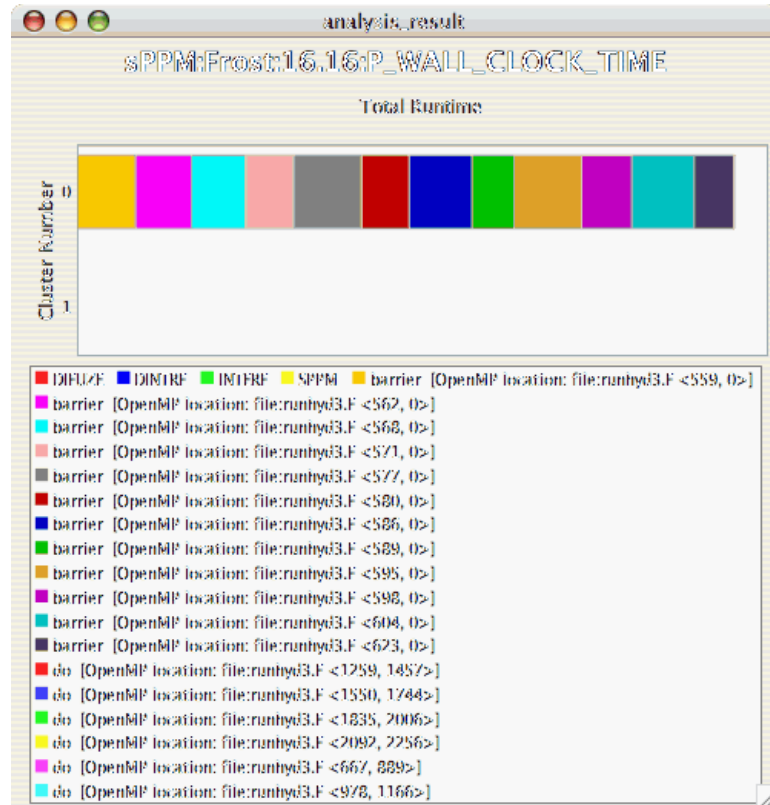 analysis_result
sPPM:Frost:16.16:P_WALL_CLOCK_TIME
Total Runtime
Cluster Number
0
1
DIFUZE DINTRF INTERF SPPM barrier [OpenMP location: file:runhyd3.F <559, 0>]
barrier [OpenMP location: file:runhyd3.F <562, 0>]
barrier [OpenMP location: file:runhyd3.F <568, 0>]
barrier [OpenMP location: file:runhyd3.F <571, 0>]
barrier [OpenMP location: file:runhyd3.F <577, 0>]
barrier [OpenMP location: file:runhyd3.F <580, 0>]
barrier [OpenMP location: file:runhyd3.F <586, 0>]
barrier [OpenMP location: file:runhyd3.F <589, 0>]
barrier [OpenMP location: file:runhyd3.F <595, 0>]
barrier [OpenMP location: file:runhyd3.F <598, 0>]
barrier [OpenMP location: file:runhyd3.F <604, 0>]
barrier [OpenMP location: file:runhyd3.F <623, 0>]
do [OpenMP location: file:runhyd3.F <1259, 1457>]
do [OpenMP location: file:runhyd3.F <1550, 1744>]
do [OpenMP location: file:runhyd3.F <1835, 2006>]
do [OpenMP location: file:runhyd3.F <2092, 2256>]
do [OpenMP location: file:runhyd3.F <667, 889>]
do [OpenMP location: file:runhyd3.F <978, 1166>]